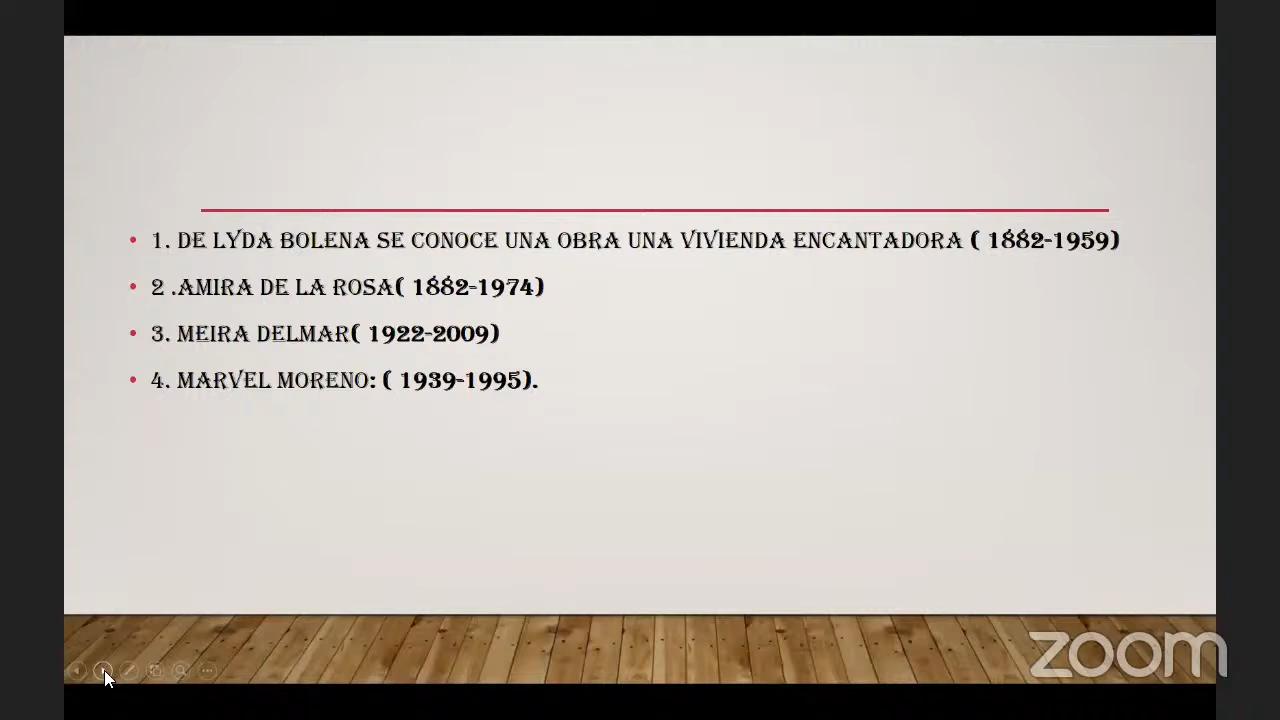 • 1. DE LYDA BOLENA SE CONOCE UNA OBRA UNA VIVIENDA ENCANTADORA ( 1882-1959)
• 2 .AMIRA DE LA ROSA( 1882-1974)
• 3. MEIRA DELMAR( 1922-2009)
• 4. MARVEL MORENO: ( 1939-1995).
zoom